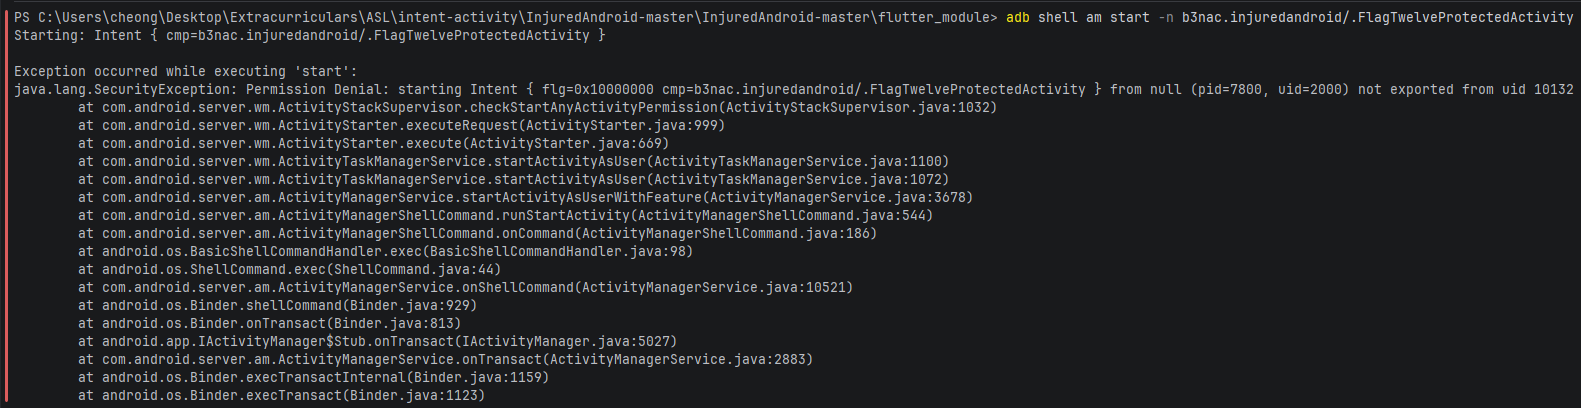 PS C:\Users\cheong\Desktop\Extracurriculars\ASL\intent-activity\InjuredAndroid-master\InjuredAndroid-master\flutter_module> adb shell am start -n b3nac.injuredandroid/.FlagTwelveProtectedActivity
Starting: Intent { cmp=b3nac.injuredandroid/.FlagTwelveProtectedActivity }
Exception occurred while executing 'start':
java.lang.SecurityException: Permission Denial: starting Intent { flg=0x10000000 cmp=b3nac.injuredandroid/.FlagTwelveProtectedActivity } from null (pid=7800, uid=2000) not exported from uid 10132
at com.android.server.wm.ActivityStackSupervisor.checkStartAnyActivityPermission(ActivityStackSupervisor.java:1032)
at com.android.server.wm.ActivityStarter.executeRequest(ActivityStarter.java:999)
at com.android.server.wm.ActivityStarter.execute(ActivityStarter.java:669)
at com.android.server.wm.ActivityTaskManagerService.startActivityAsUser(ActivityTaskManagerService.java:1100)
at com.android.server.wm.ActivityTaskManagerService.startActivityAsUser(ActivityTaskManagerService.java:1072)
at com.android.server.am.ActivityManagerService.startActivityAsUserWithFeature(ActivityManagerService.java:3678)
at com.android.server.am.ActivityManagerShellCommand.runStartActivity(ActivityManagerShellCommand.java:544)
at com.android.server.am.ActivityManagerShellCommand.onCommand(ActivityManagerShellCommand.java:186)
at android.os.BasicShellCommandHandler.exec(BasicShellCommandHandler.java:98)
at android.os.ShellCommand.exec(ShellCommand.java:44)
at com.android.server.am.ActivityManagerService.onShellCommand(ActivityManagerService.java:10521)
at android.os.Binder.shellCommand(Binder.java:929)
at android.os.Binder.onTransact(Binder.java:813)
at android.app.IActivityManager$Stub.onTransact(IActivityManager.java:5027)
at com.android.server.am.ActivityManagerService.onTransact(ActivityManagerService.java:2883)
at android.os.Binder.execTransactInternal(Binder.java:1159)
at android.os.Binder.execTransact(Binder.java:1123)